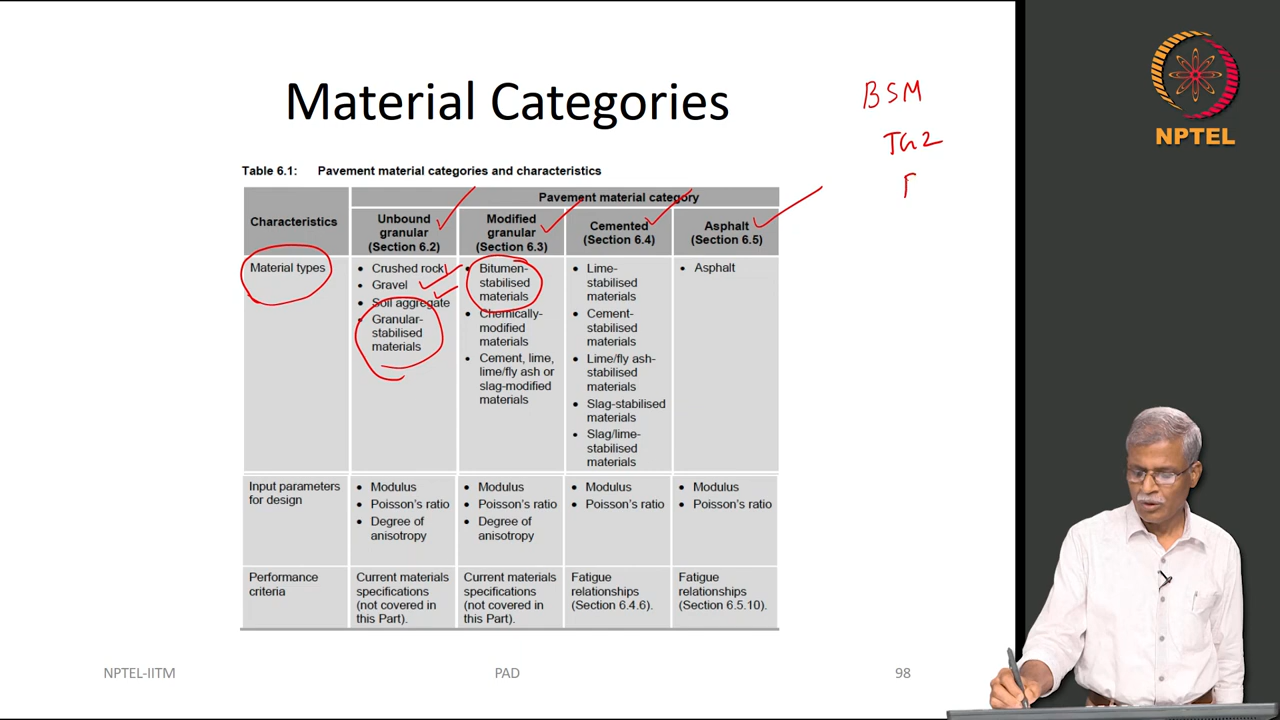 Material Categories
BSM
TG2
NPTEL
Table 6.1: Pavement material categories and characteristics
Characteristics
Pavement material category
Unbound granular (Section 6.2)
Modified granular (Section 6.3)
Cemented (Section 6.4)
Asphalt (Section 6.5)
Material types
• Crushed rock
• Gravel
• Soil aggregate
• Granular-
stabilised
materials
• Bitumen-
stabilised
materials
• Chemically-
modified
materials
• Cement, lime,
lime/fly ash or
slag-modified
materials
• Lime-
stabilised
materials
• Cement-
stabilised
materials
• Lime/fly ash-
stabilised
materials
• Slag-stabilised
materials
• Slag/lime-
stabilised
materials
• Asphalt
Input parameters
for design
• Modulus
• Poisson's ratio
• Degree of
anisotropy
• Modulus
• Poisson's ratio
• Degree of
anisotropy
• Modulus
• Poisson's ratio
• Modulus
• Poisson's ratio
Performance
criteria
Current materials
specifications
(not covered in
this Part).
Current materials
specifications
(not covered in
this Part).
Fatigue
relationships
(Section 6.4.6).
Fatigue
relationships
(Section 6.5.10).
NPTEL-IITM
PAD
98